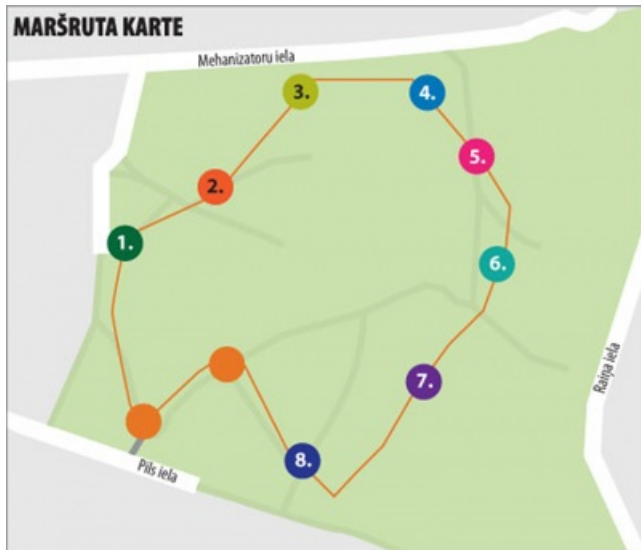 MARŠRUTA KARTE
Mehanizatoru iela
3.
4.
5.
2.
1.
6.
Raiņa iela
7.
8.
Pils iela